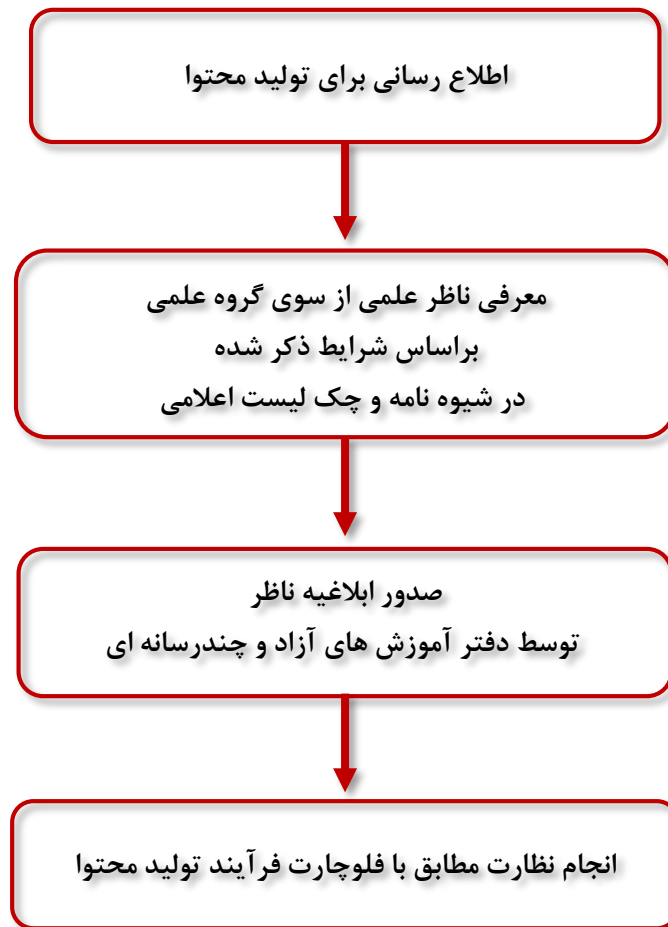 اطلاع رسانی برای تولید محتوا
معرفی ناظر علمی از سوی گروه علمی
براساس شرایط ذکر شده
در شیوه نامه و چک لیست اعلامی
صدور ابلاغیه ناظر
توسط دفتر آموزش های آزاد و چندرسانه ای
انجام نظارت مطابق با فلوچارت فرآیند تولید محتوا